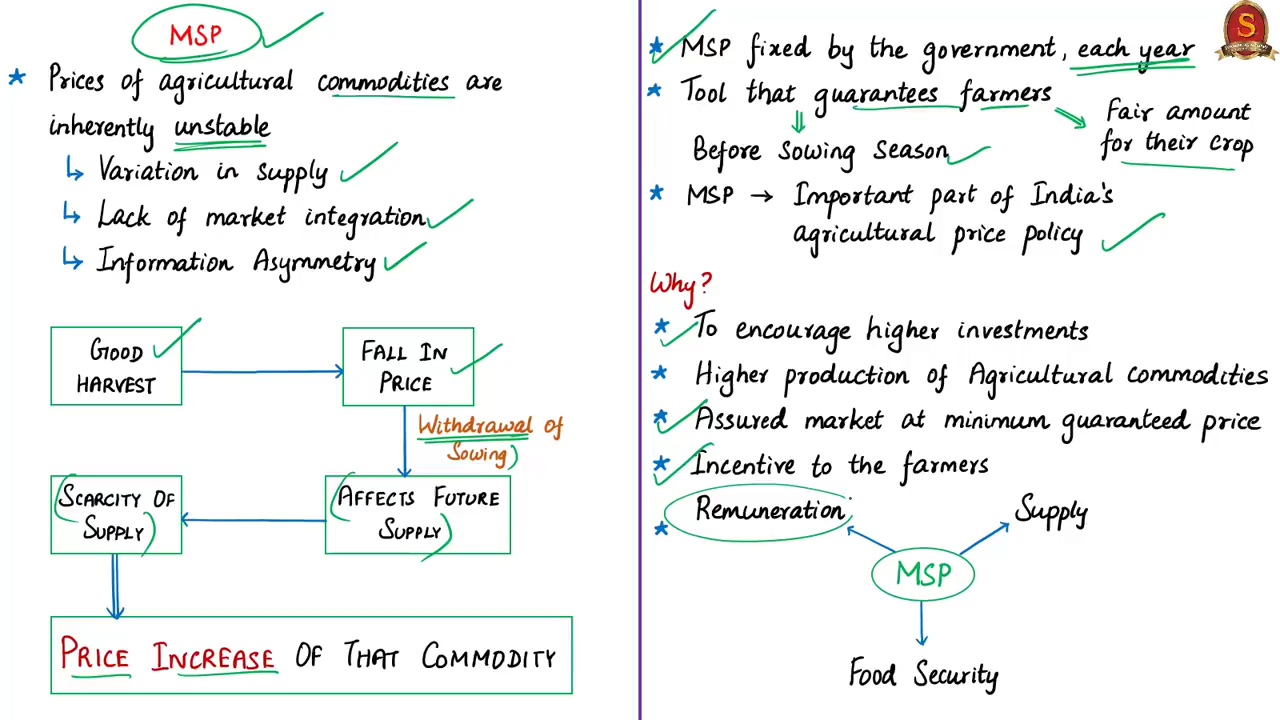 MSP
* Prices of agricultural commodities are
inherently unstable
↳ Variation in supply
↳ Lack of market integration
↳ Information Asymmetry
GOOD
HARVEST
FALL IN
PRICE
Withdrawal of
Sowing
SCARCITY OF
SUPPLY
AFFECTS FUTURE
SUPPLY
PRICE INCREASE OF THAT COMMODITY
* MSP fixed by the government, each year
* Tool that guarantees farmers
Fair amount
for their crop
Before sowing season
* MSP → Important part of India's
agricultural price policy
Why?
* To encourage higher investments
* Higher production of Agricultural commodities
* Assured market at minimum guaranteed price
* Incentive to the farmers
* Remuneration
Supply
MSP
Food Security
S